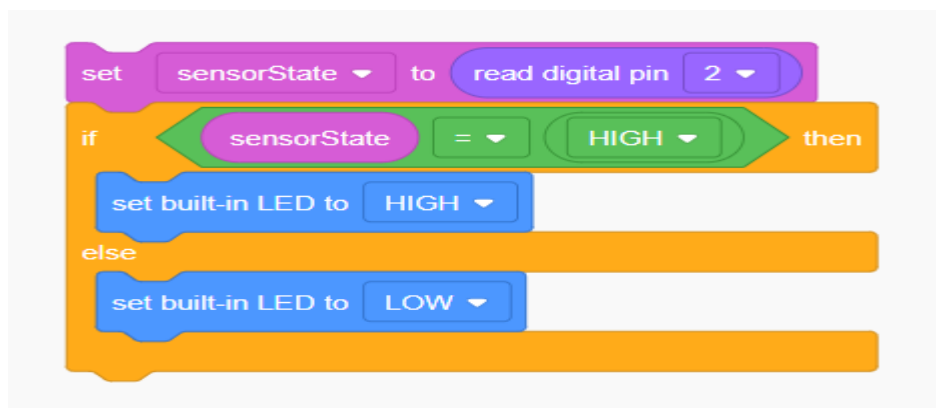 set sensorState to read digital pin 2
if sensorState = HIGH then
set built-in LED to HIGH
else
set built-in LED to LOW